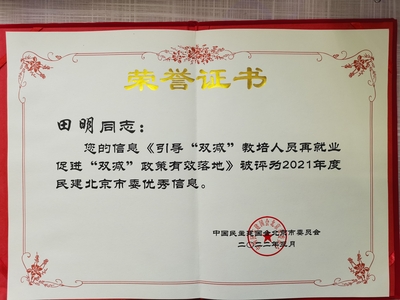 荣誉证书
田明同志：
您的信息《引导“双减”教培人员再就业
促进“双减”政策有效落地》被评为2021年度
民建北京市委优秀信息。
中国民主建国会北京市委员会
二〇二二年三月